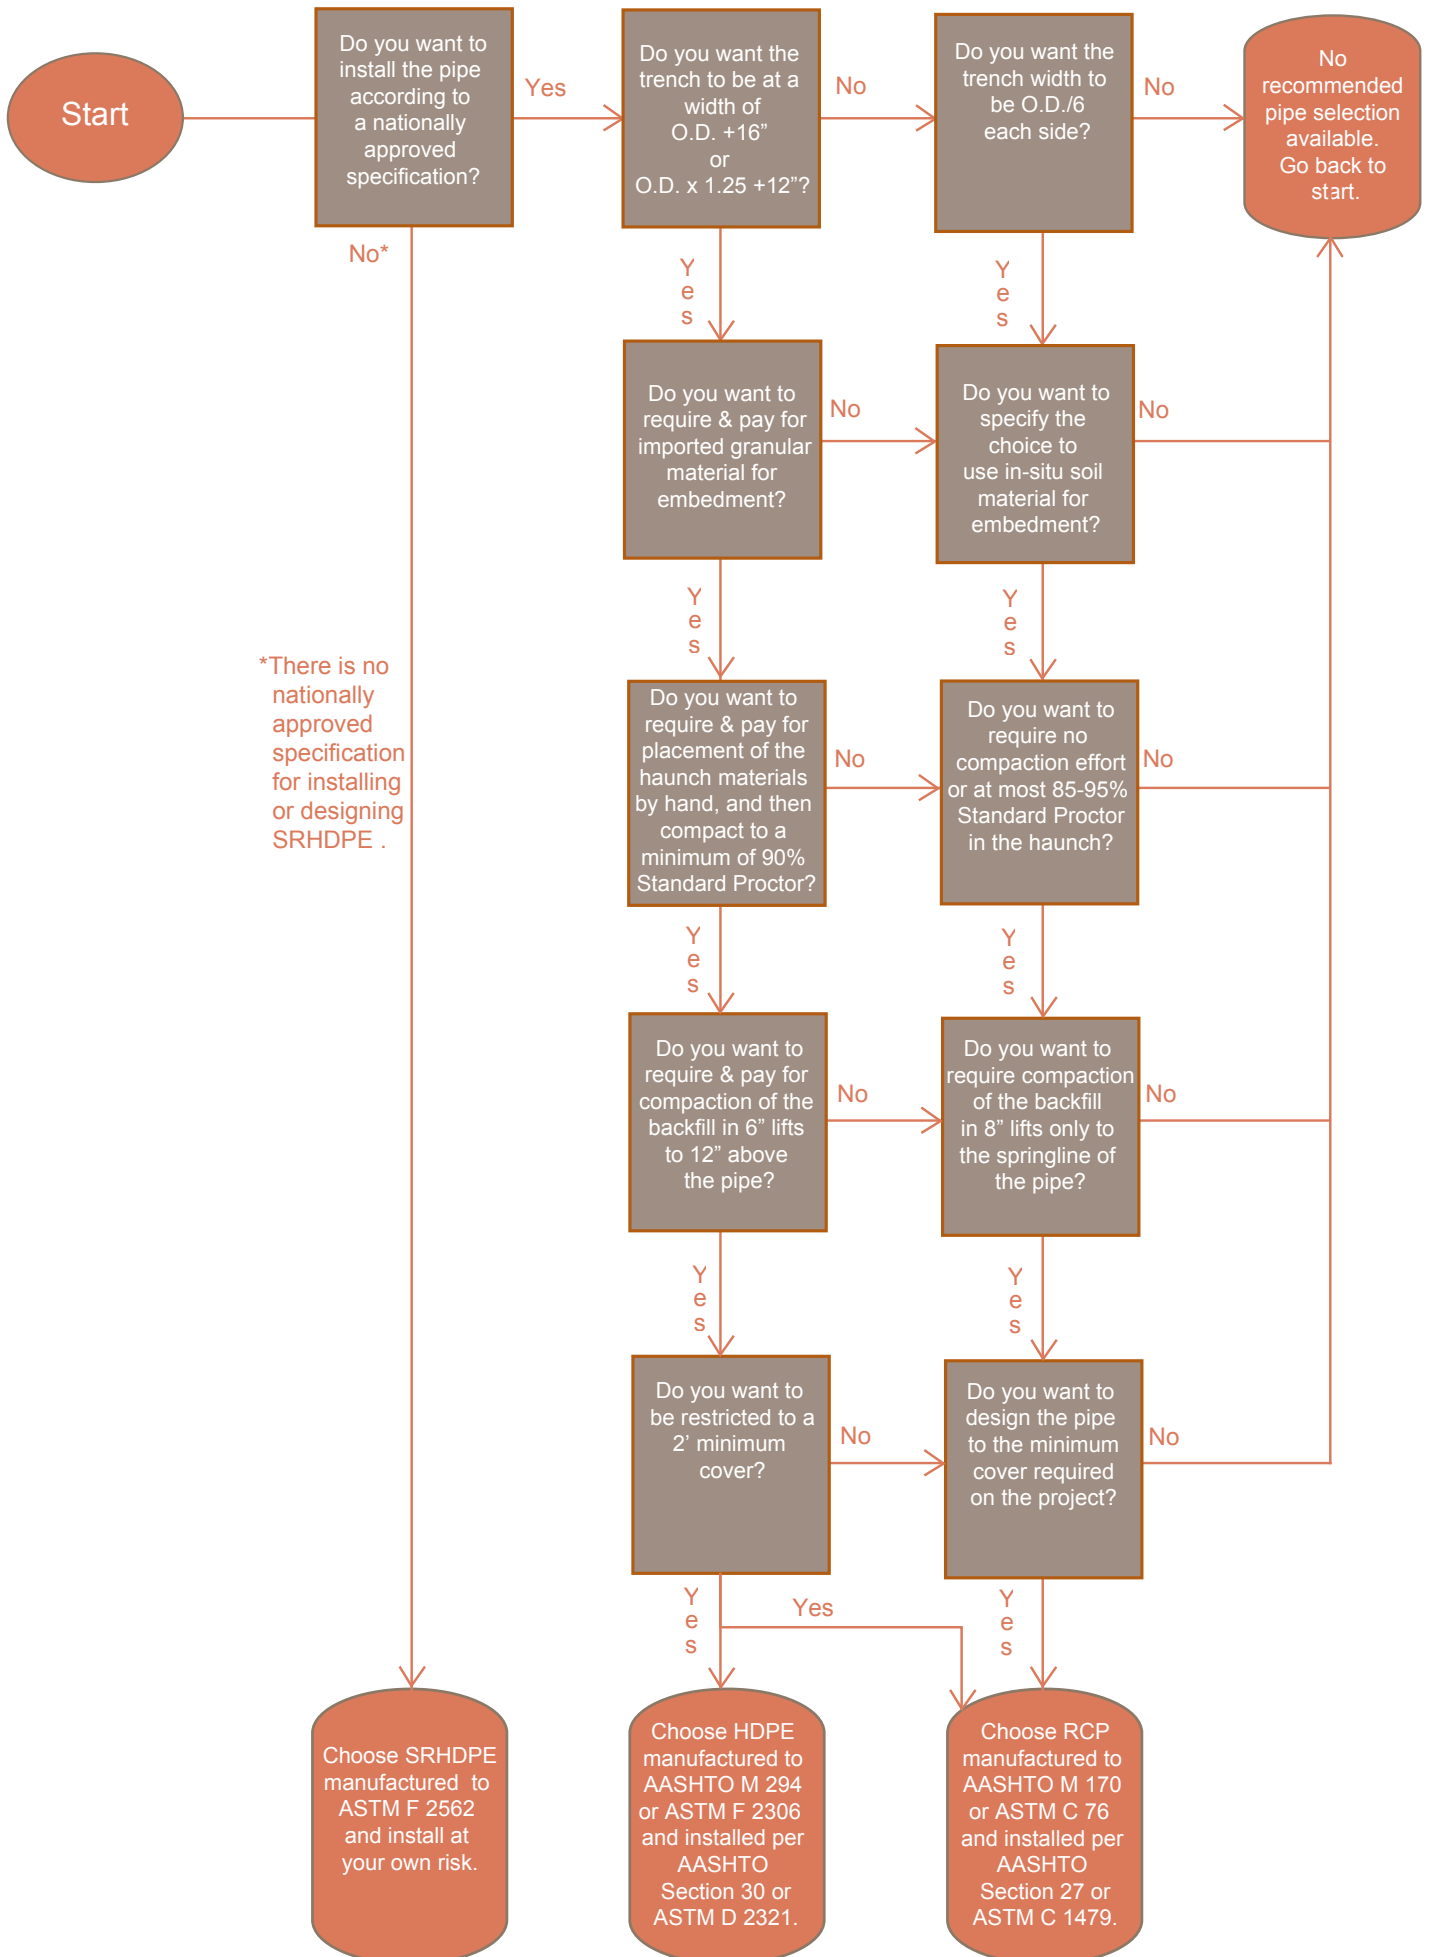 Start
Do you want to
install the pipe
according to
a nationally
approved
specification?
Yes
Do you want the
trench to be at a
width of
O.D. +16”
or
O.D. x 1.25 +12”?
No
Do you want the
trench width to
be O.D./6
each side?
No
No
recommended
pipe selection
available.
Go back to
start.
No*
Y
e
s
Y
e
s
Do you want to
require & pay for
imported granular
material for
embedment?
No
Do you want to
specify the
choice to
use in-situ soil
material for
embedment?
No
Y
e
s
Y
e
s
*There is no
nationally
approved
specification
for installing
or designing
SRHDPE .
Do you want to
require & pay for
placement of the
haunch materials
by hand, and then
compact to a
minimum of 90%
Standard Proctor?
No
Do you want to
require no
compaction effort
or at most 85-95%
Standard Proctor
in the haunch?
No
Y
e
s
Y
e
s
Do you want to
require & pay for
compaction of the
backfill in 6” lifts
to 12” above
the pipe?
No
Do you want to
require compaction
of the backfill
in 8” lifts only to
the springline of
the pipe?
No
Y
e
s
Y
e
s
Do you want to
be restricted to a
2’ minimum
cover?
No
Do you want to
design the pipe
to the minimum
cover required
on the project?
No
Y
e
s
Yes
Y
e
s
Choose SRHDPE
manufactured to
ASTM F 2562
and install at
your own risk.
Choose HDPE
manufactured to
AASHTO M 294
or ASTM F 2306
and installed per
AASHTO
Section 30 or
ASTM D 2321.
Choose RCP
manufactured to
AASHTO M 170
or ASTM C 76
and installed per
AASHTO
Section 27 or
ASTM C 1479.